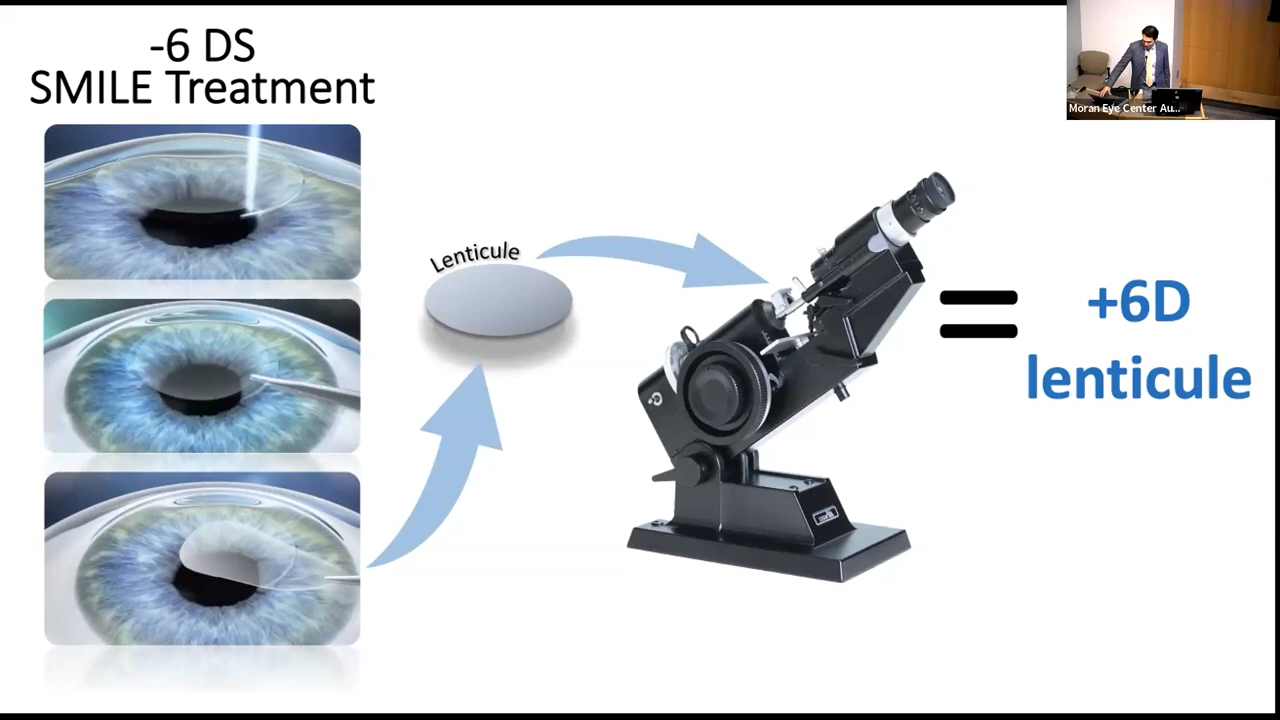 -6 DS
SMILE Treatment
Lenticule
+6D
lenticule
Moran Eye Center Au...